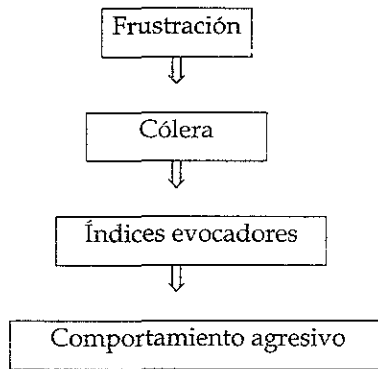 Frustración
Cólera
Índices evocadores
Comportamiento agresivo